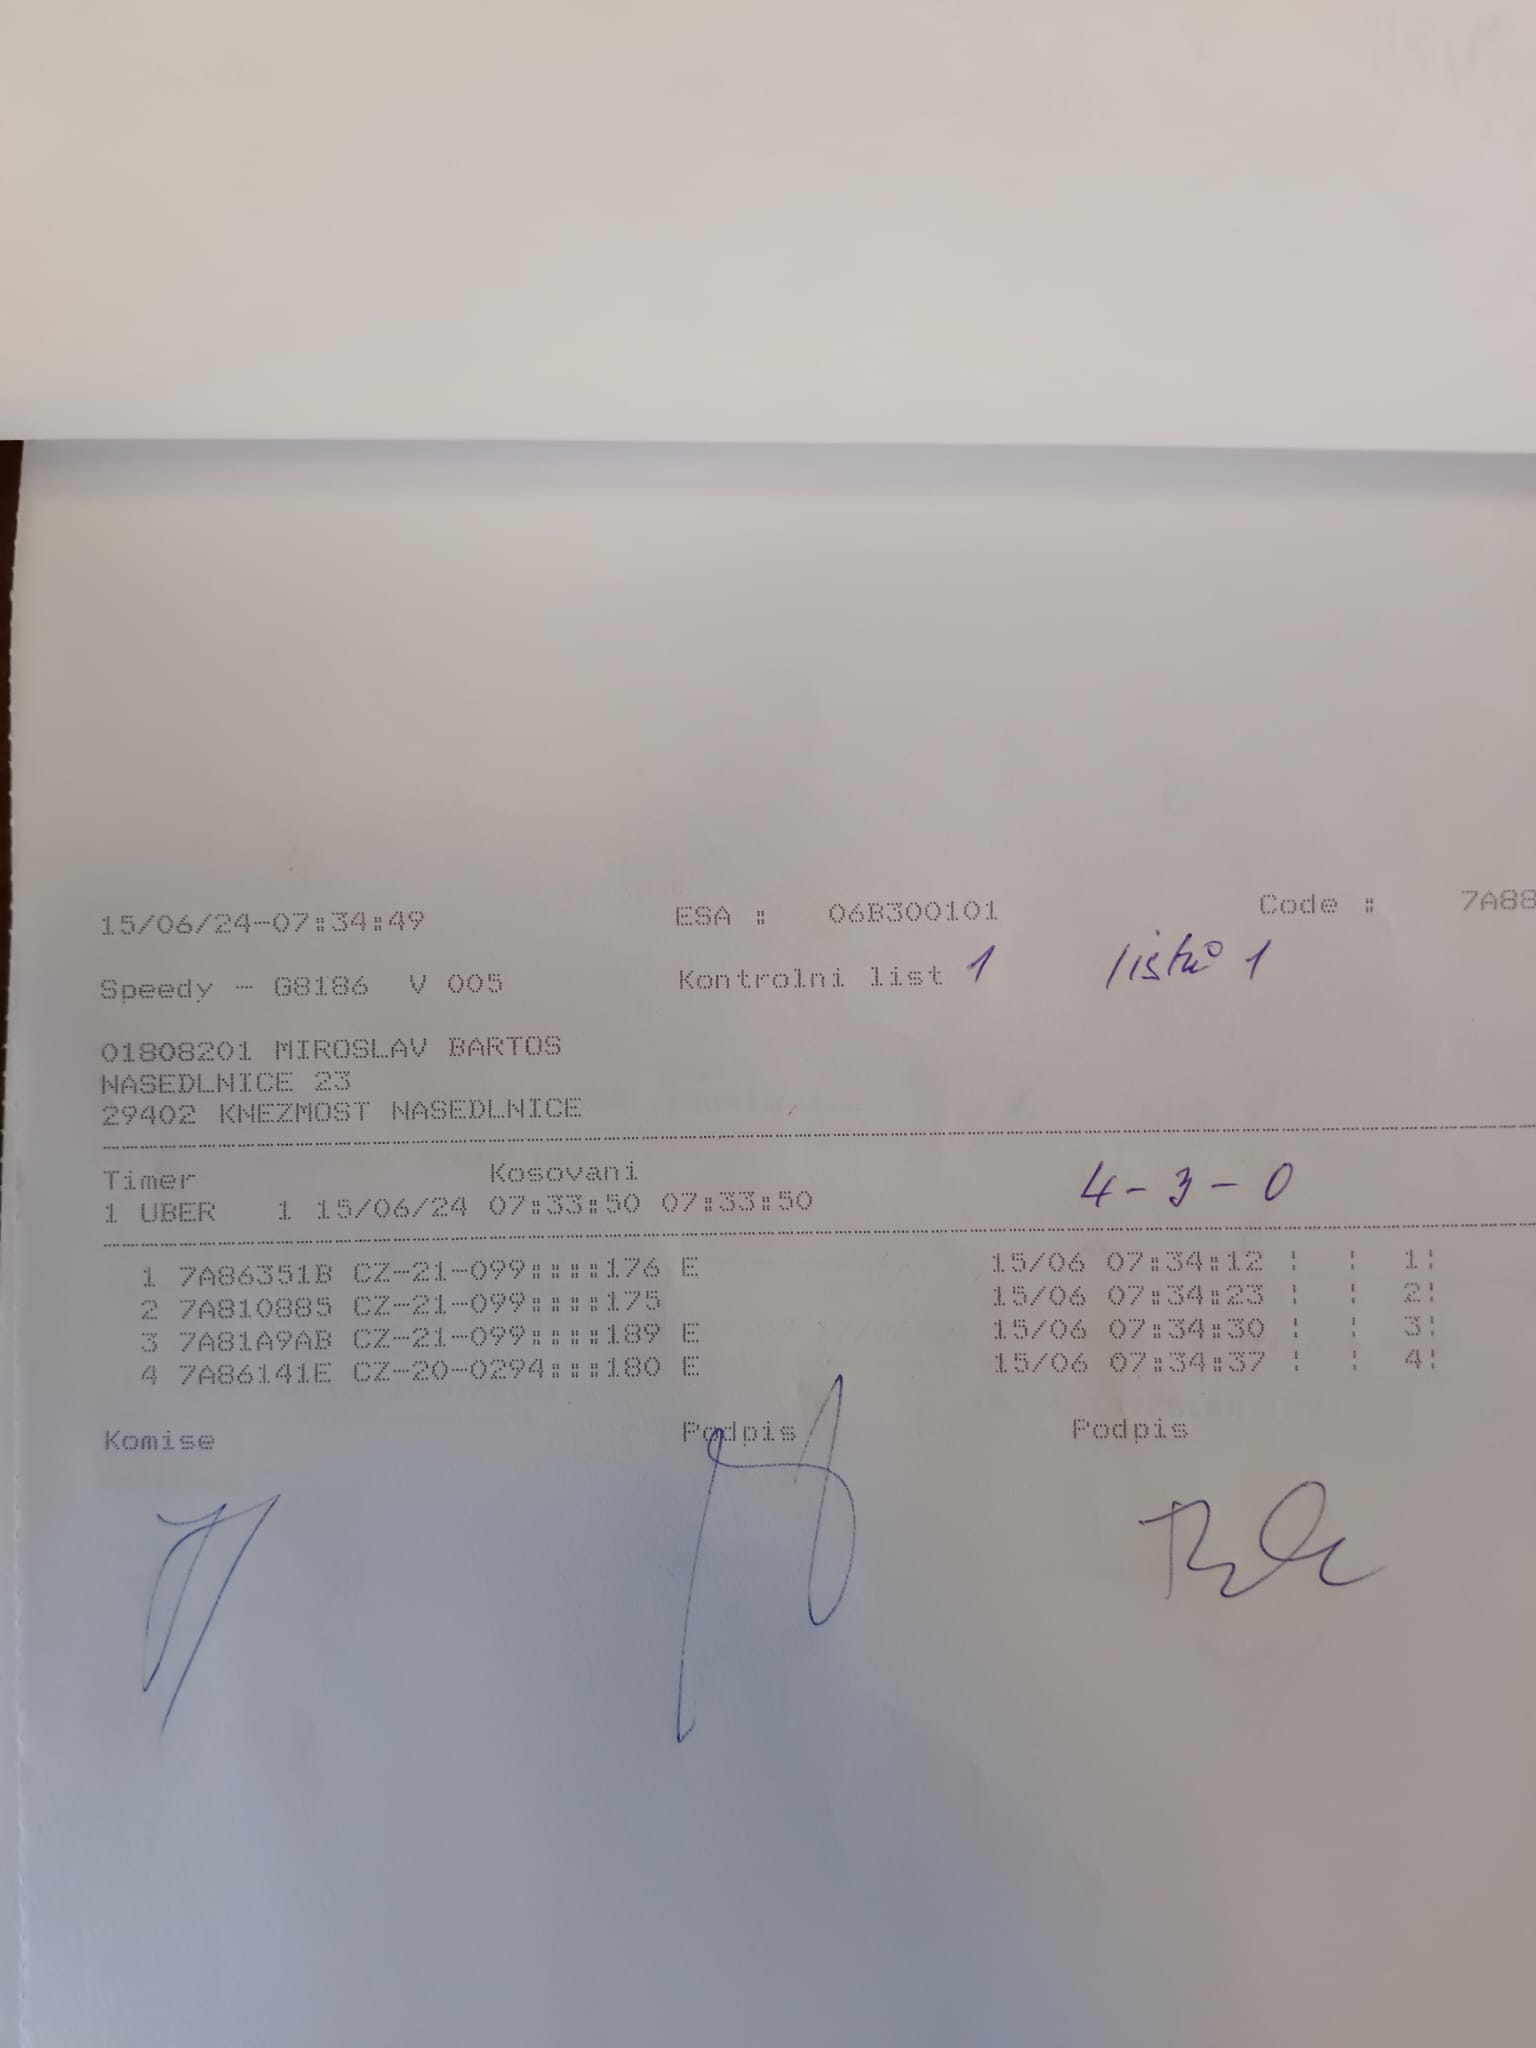 15/06/24-07:34:49 ESA : 06B300101 Code : 7A88
Speedy - G8186 V 005 Kontrolni list 1 lístků 1
01808201 MIROSLAV BARTOS
NASEDLNICE 23
29402 KNEZMOST NASEDLNICE
Timer Kosovani
1 UBER 1 15/06/24 07:33:50 07:33:50 4-3-0
1 7A86351B CZ-21-099::::176 E 15/06 07:34:12 ¦ ¦ 1¦
2 7A810885 CZ-21-099::::175 15/06 07:34:23 ¦ ¦ 2¦
3 7A81A9AB CZ-21-099::::189 E 15/06 07:34:30 ¦ ¦ 3¦
4 7A86141E CZ-20-0294:::180 E 15/06 07:34:37 ¦ ¦ 4¦
Komise Podpis Podpis